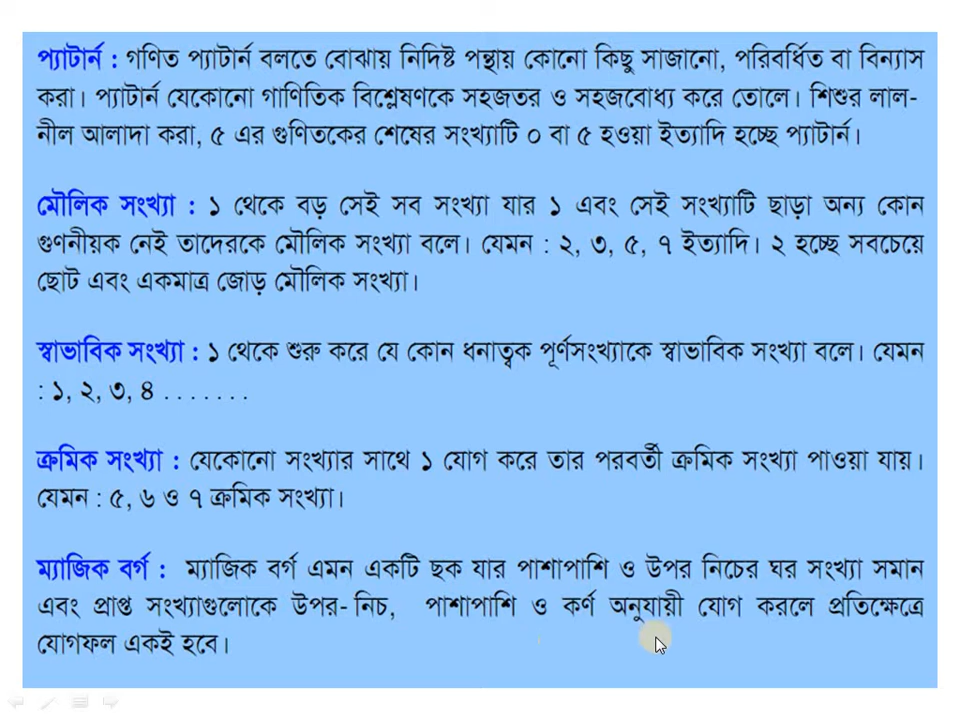 প্যাটার্ন : গণিত প্যাটার্ন বলতে বোঝায় নিদিষ্ট পন্থায় কোনো কিছু সাজানো, পরিবর্ধিত বা বিন্যাস
করা। প্যাটার্ন যেকোনো গাণিতিক বিশ্লেষণকে সহজতর ও সহজবোধ্য করে তোলে। শিশুর লাল-
নীল আলাদা করা, ৫ এর গুণিতকের শেষের সংখ্যাটি ০ বা ৫ হওয়া ইত্যাদি হচ্ছে প্যাটার্ন।
মৌলিক সংখ্যা : ১ থেকে বড় সেই সব সংখ্যা যার ১ এবং সেই সংখ্যাটি ছাড়া অন্য কোন
গুণনীয়ক নেই তাদেরকে মৌলিক সংখ্যা বলে। যেমন : ২, ৩, ৫, ৭ ইত্যাদি। ২ হচ্ছে সবচেয়ে
ছোট এবং একমাত্র জোড় মৌলিক সংখ্যা।
স্বাভাবিক সংখ্যা : ১ থেকে শুরু করে যে কোন ধনাত্বক পূর্ণসংখ্যাকে স্বাভাবিক সংখ্যা বলে। যেমন
: ১, ২, ৩, ৪ . . . . . . .
ক্রমিক সংখ্যা : যেকোনো সংখ্যার সাথে ১ যোগ করে তার পরবর্তী ক্রমিক সংখ্যা পাওয়া যায়।
যেমন : ৫, ৬ ও ৭ ক্রমিক সংখ্যা।
ম্যাজিক বর্গ : ম্যাজিক বর্গ এমন একটি ছক যার পাশাপাশি ও উপর নিচের ঘর সংখ্যা সমান
এবং প্রাপ্ত সংখ্যাগুলোকে উপর- নিচ, পাশাপাশি ও কর্ণ অনুযায়ী যোগ করলে প্রতিক্ষেত্রে
যোগফল একই হবে।